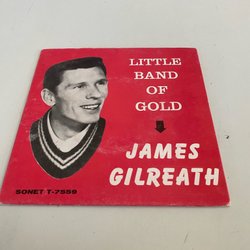 LITTLE
BAND
OF
GOLD
JAMES
GILREATH
SONET T-7559